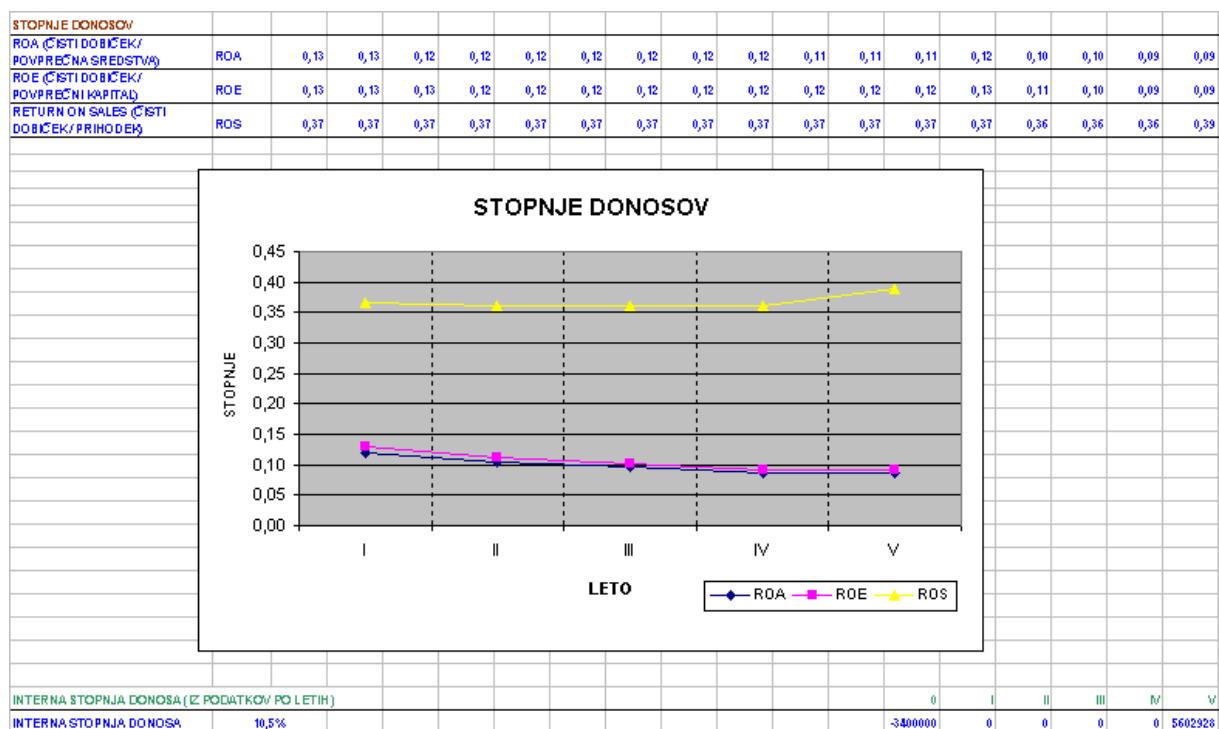 STOPNJE DONOSOV
ROA (ČISTI DOBIČEK/
POVPREČNA SREDSTVA) ROA 0,13 0,13 0,12 0,12 0,12 0,12 0,12 0,12 0,12 0,11 0,11 0,11 0,12 0,10 0,10 0,09 0,09
ROE (ČISTI DOBIČEK/
POVPREČNI KAPITAL) ROE 0,13 0,13 0,13 0,12 0,12 0,12 0,12 0,12 0,12 0,12 0,12 0,12 0,13 0,11 0,10 0,09 0,09
RETURN ON SALES (ČISTI
DOBIČEK/ PRIHODEK) ROS 0,37 0,37 0,37 0,37 0,37 0,37 0,37 0,37 0,37 0,37 0,37 0,37 0,37 0,36 0,36 0,36 0,39
STOPNJE DONOSOV
0,45
0,40
0,35
0,30
0,25
0,20
0,15
0,10
0,05
0,00
STOPNJE
I II III IV V
LETO
ROA ROE ROS
INTERNA STOPNJA DONOSA (IZ PODATKOV PO LETIH) 0 I II III IV V
INTERNA STOPNJA DONOSA 10,5% -3400000 0 0 0 0 5602928